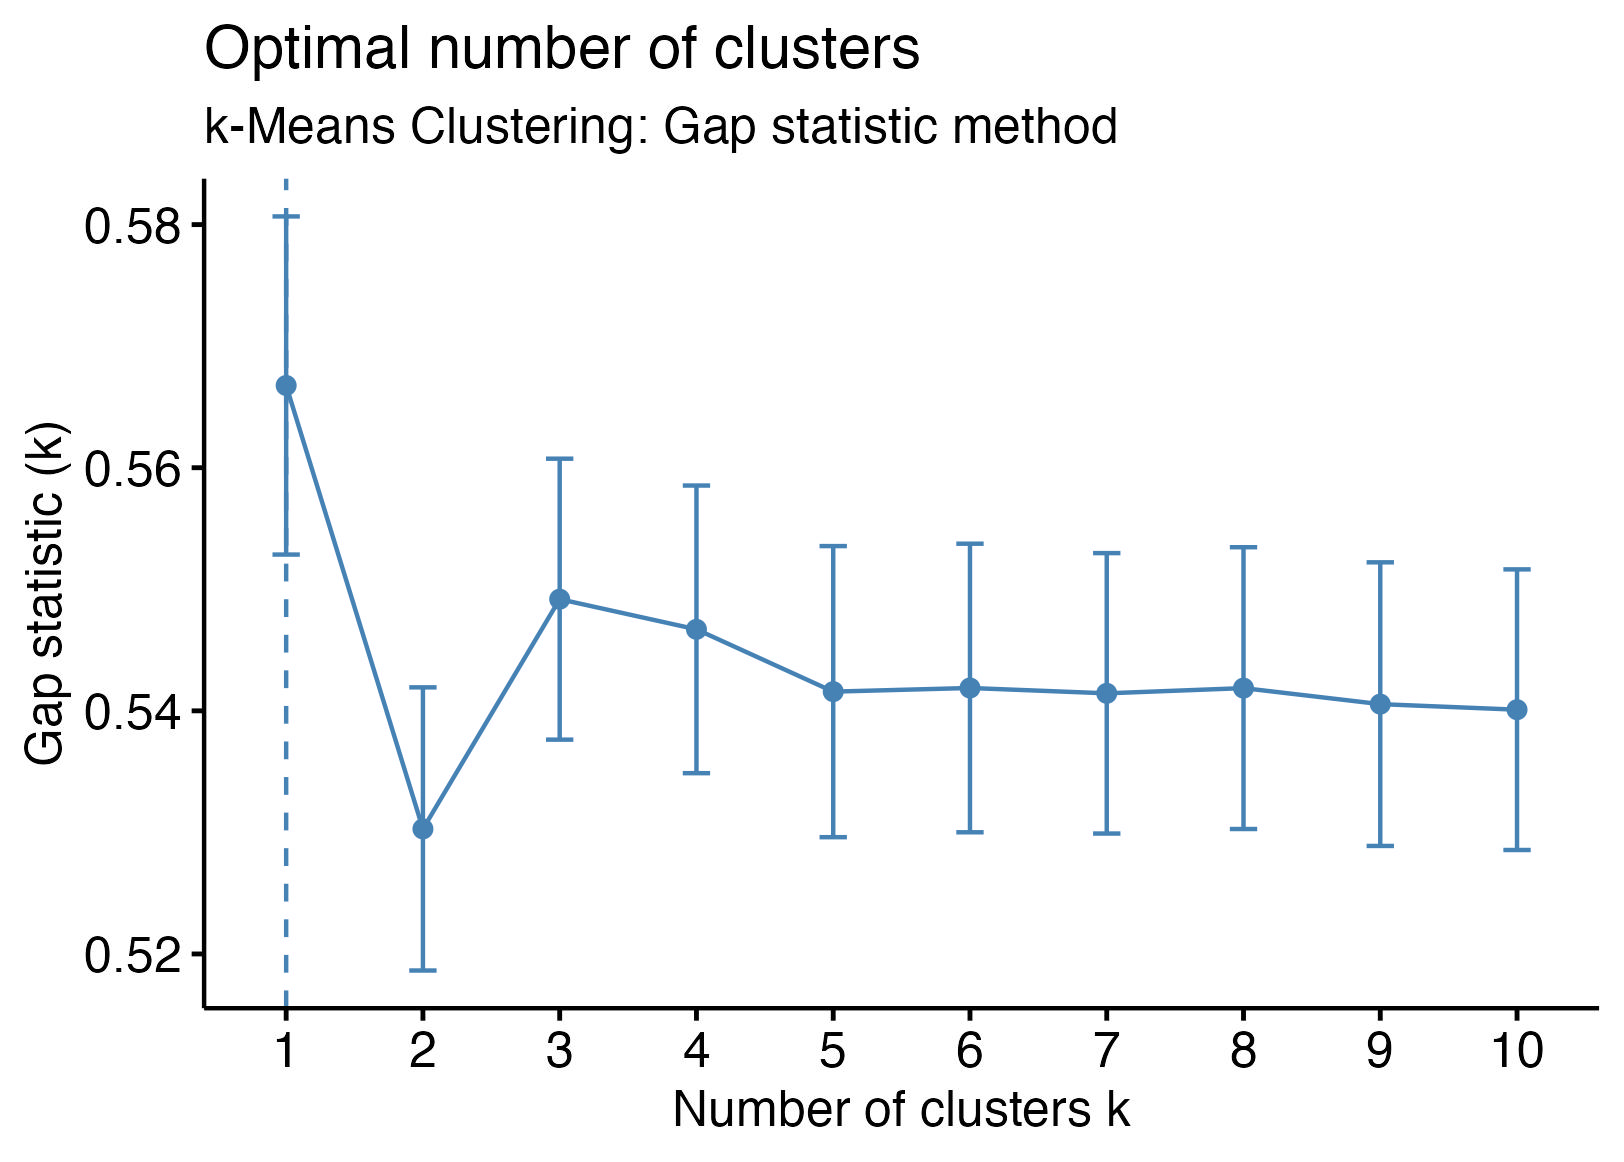 Optimal number of clusters
k-Means Clustering: Gap statistic method
Gap statistic (k)
0.58
0.56
0.54
0.52
1 2 3 4 5 6 7 8 9 10
Number of clusters k